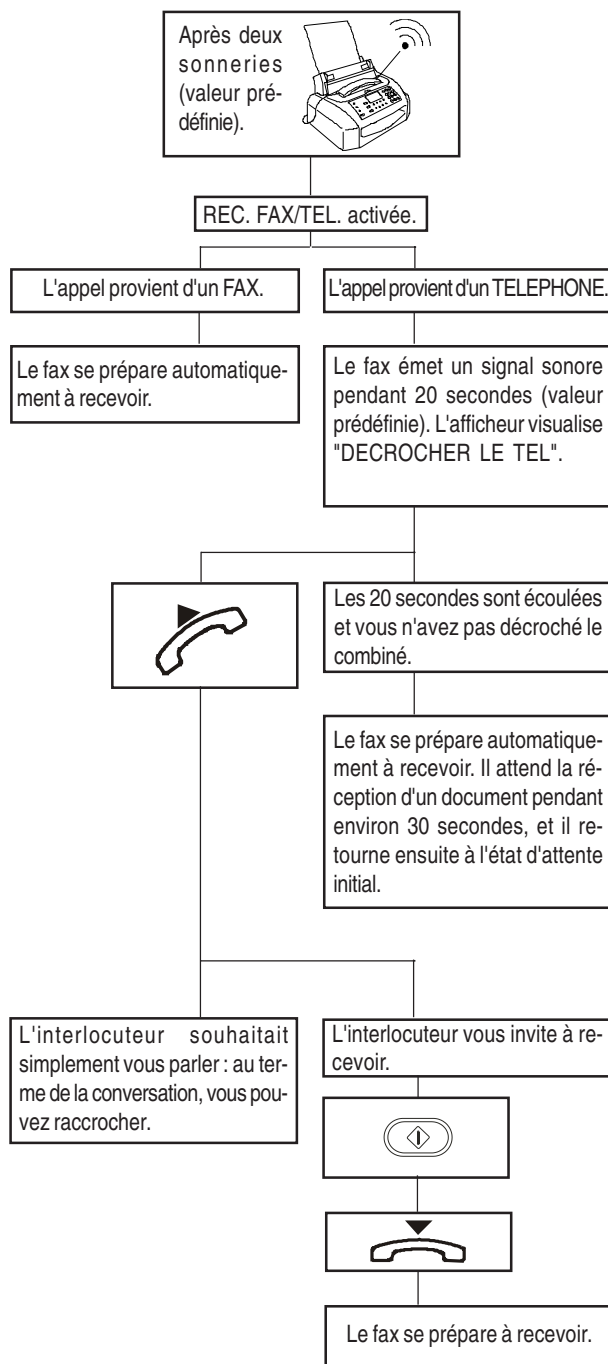 Après deux
sonneries
(valeur pré-
définie).
REC. FAX/TEL. activée.
L'appel provient d'un FAX.
L'appel provient d'un TELEPHONE.
Le fax se prépare automatique-
ment à recevoir.
Le fax émet un signal sonore
pendant 20 secondes (valeur
prédéfinie). L'afficheur visualise
"DECROCHER LE TEL".
Les 20 secondes sont écoulées
et vous n'avez pas décroché le
combiné.
Le fax se prépare automatique-
ment à recevoir. Il attend la ré-
ception d'un document pendant
environ 30 secondes, et il re-
tourne ensuite à l'état d'attente
initial.
L'interlocuteur souhaitait
simplement vous parler : au ter-
me de la conversation, vous pou-
vez raccrocher.
L'interlocuteur vous invite à re-
cevoir.
Le fax se prépare à recevoir.